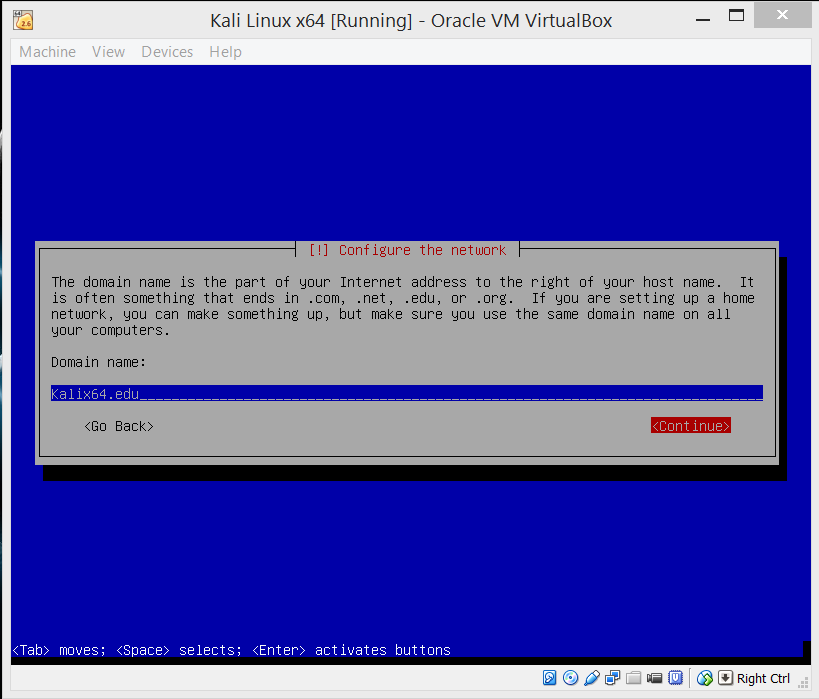 Kali Linux x64 [Running] - Oracle VM VirtualBox
Machine View Devices Help
[!] Configure the network
The domain name is the part of your Internet address to the right of your host name.  It
is often something that ends in .com, .net, .edu, or .org.  If you are setting up a home
network, you can make something up, but make sure you use the same domain name on all
your computers.
Domain name:
Kalix64.edu
<Go Back> <Continue>
<Tab> moves; <Space> selects; <Enter> activates buttons
Right Ctrl